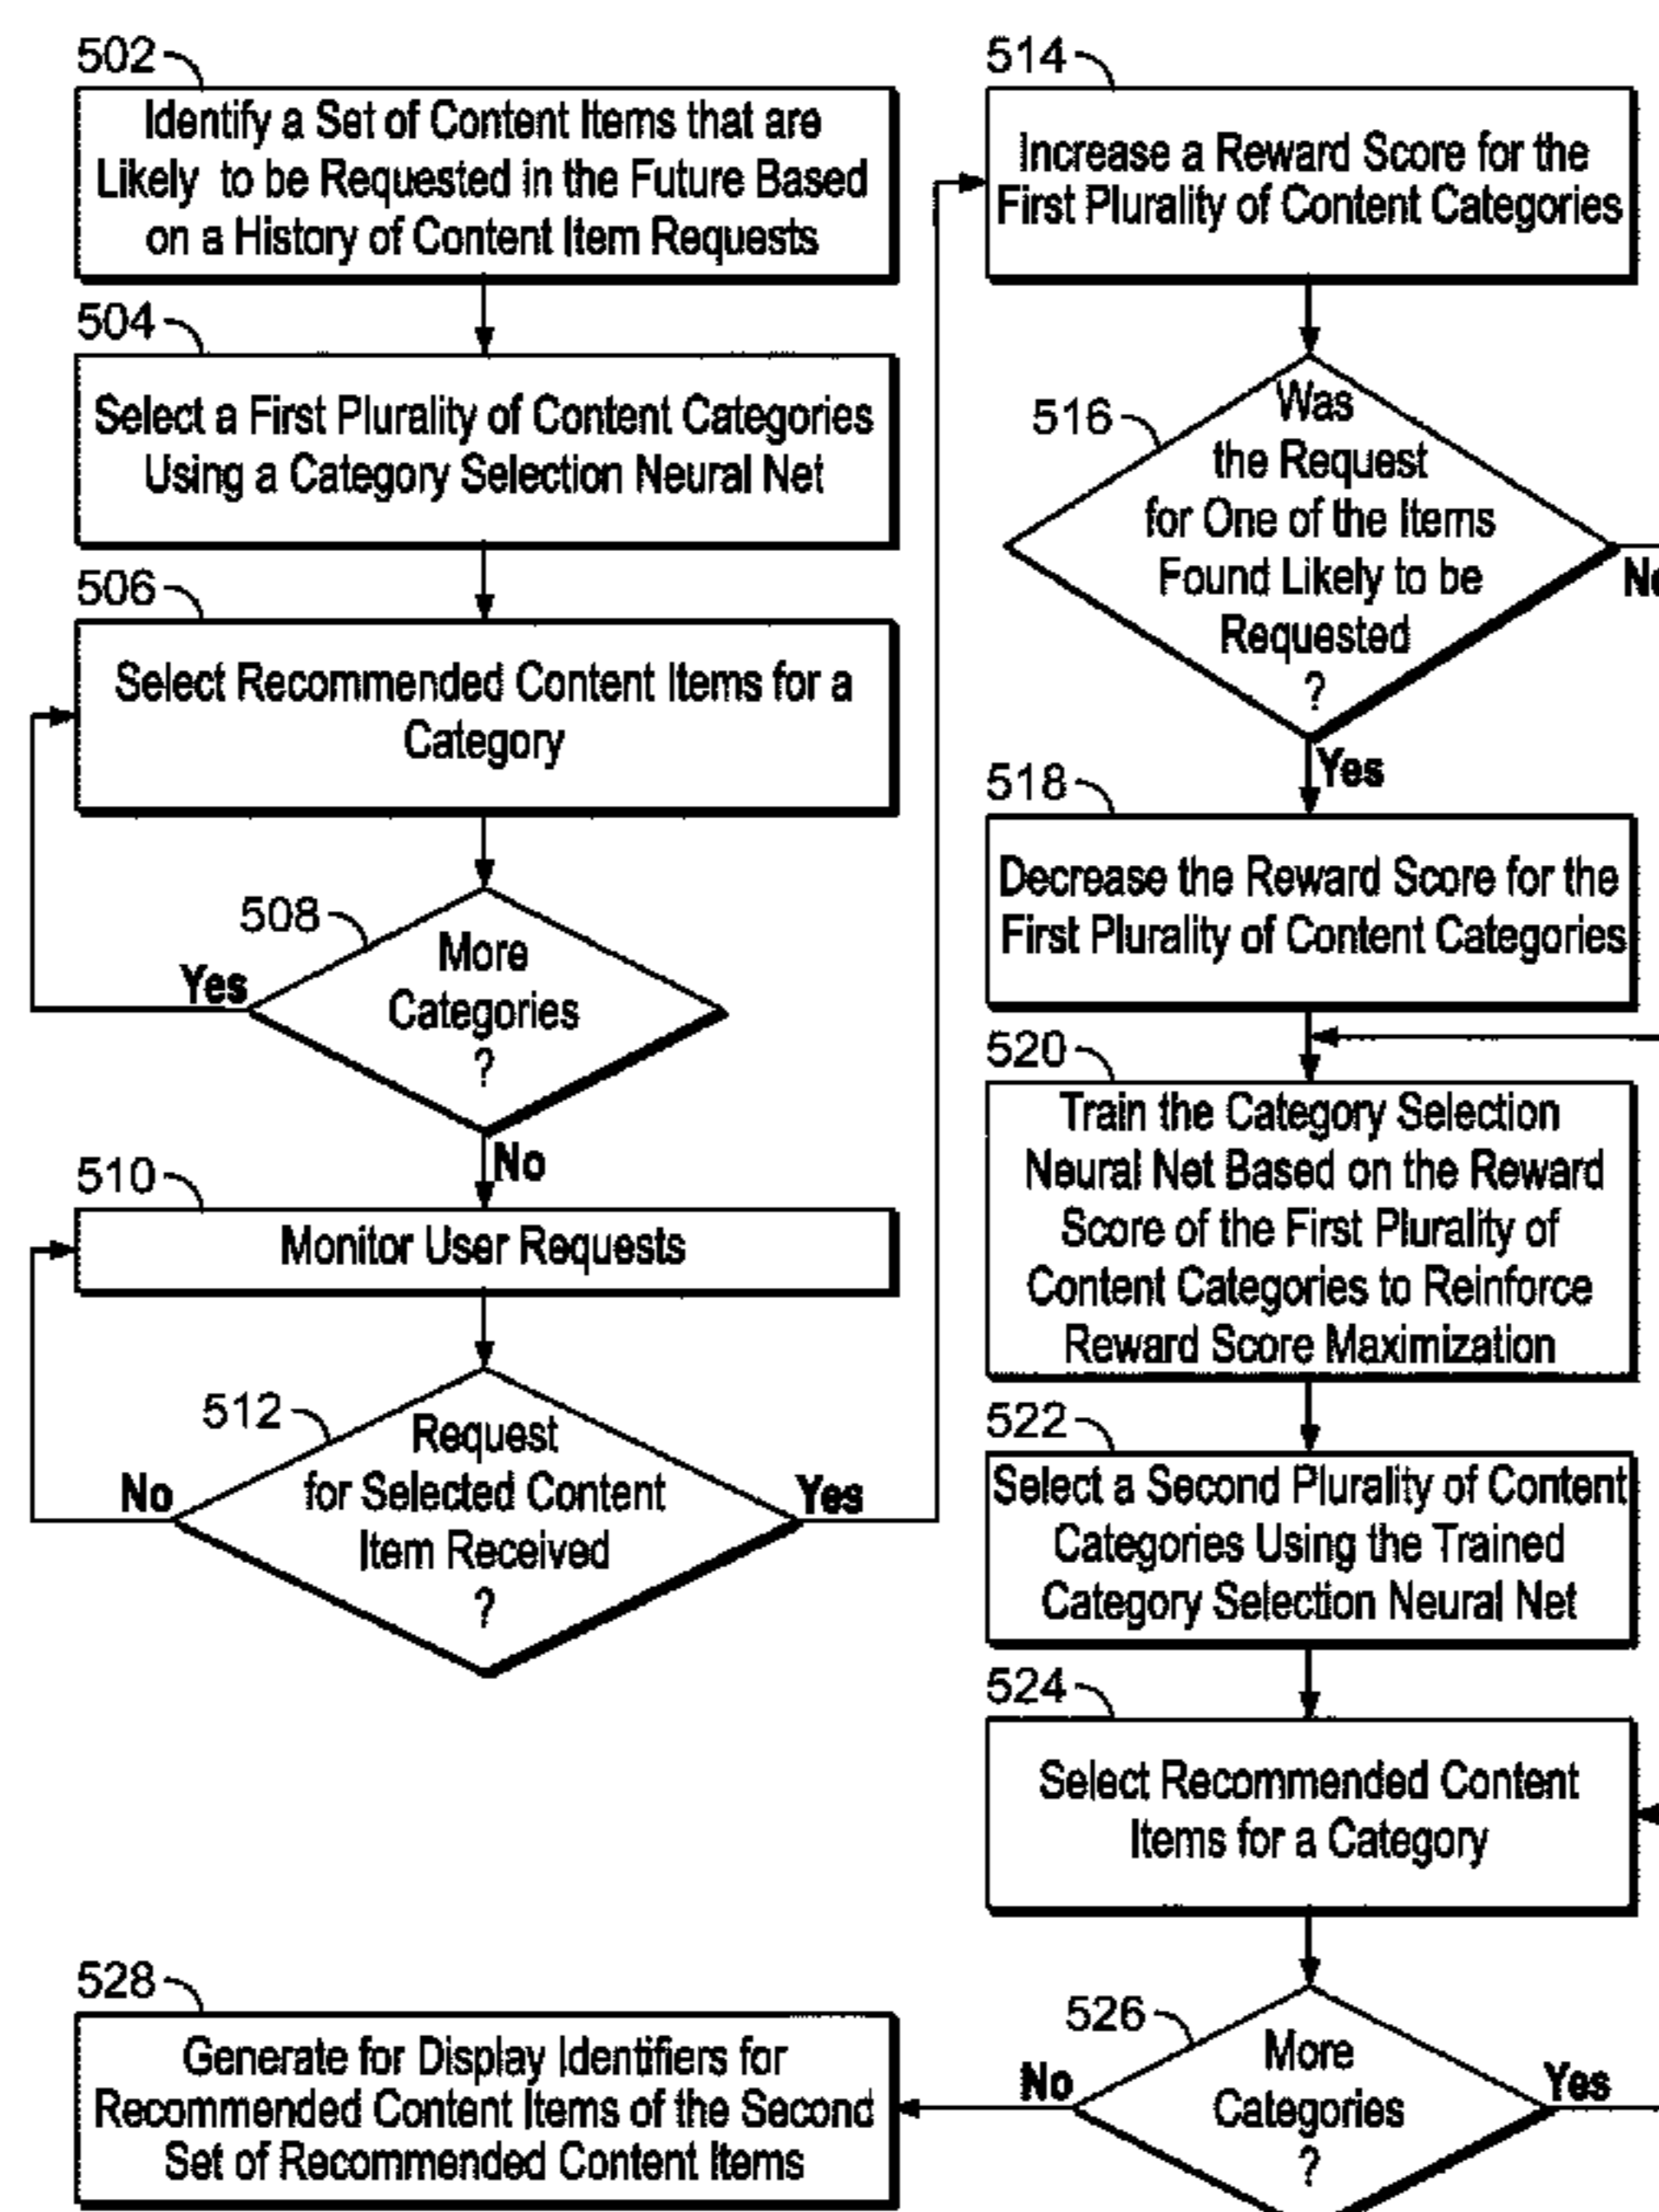 502
Identify a Set of Content Items that are
Likely to be Requested in the Future Based
on a History of Content Item Requests
504
Select a First Plurality of Content Categories
Using a Category Selection Neural Net
506
Select Recommended Content Items for a
Category
508
More
Categories
?
Yes
No
510
Monitor User Requests
512
Request
for Selected Content
Item Received
?
No
Yes
514
Increase a Reward Score for the
First Plurality of Content Categories
516
Was
the Request
for One of the Items
Found Likely to be
Requested
?
Yes
518
Decrease the Reward Score for the
First Plurality of Content Categories
520
Train the Category Selection
Neural Net Based on the Reward
Score of the First Plurality of
Content Categories to Reinforce
Reward Score Maximization
522
Select a Second Plurality of Content
Categories Using the Trained
Category Selection Neural Net
524
Select Recommended Content
Items for a Category
526
More
Categories
?
No
Yes
528
Generate for Display Identifiers for
Recommended Content Items of the Second
Set of Recommended Content Items